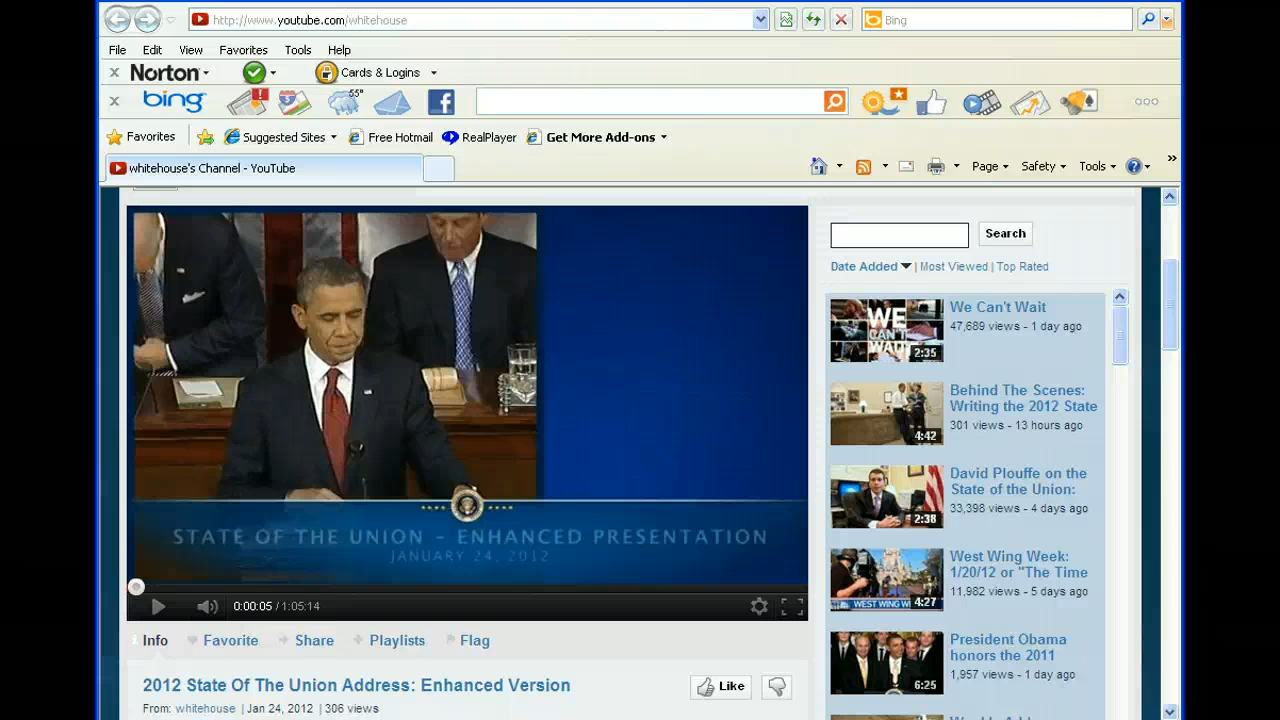 http://www.youtube.com/whitehouse
Bing
File Edit View Favorites Tools Help
Norton Cards & Logins
bing 55°
Favorites Suggested Sites Free Hotmail RealPlayer Get More Add-ons
whitehouse's Channel - YouTube Page Safety Tools
Search
Date Added | Most Viewed | Top Rated
WE CAN'T WAIT 2:35
We Can't Wait
47,689 views - 1 day ago
4:42
Behind The Scenes:
Writing the 2012 State
301 views - 13 hours ago
2:38
David Plouffe on the
State of the Union:
33,398 views - 4 days ago
WEST WING W 4:27
West Wing Week:
1/20/12 or "The Time
11,982 views - 5 days ago
6:25
President Obama
honors the 2011
1,957 views - 1 day ago
STATE OF THE UNION - ENHANCED PRESENTATION
JANUARY 24, 2012
0:00:05 / 1:05:14
Info Favorite Share Playlists Flag
2012 State Of The Union Address: Enhanced Version
Like
From: whitehouse | Jan 24, 2012 | 306 views